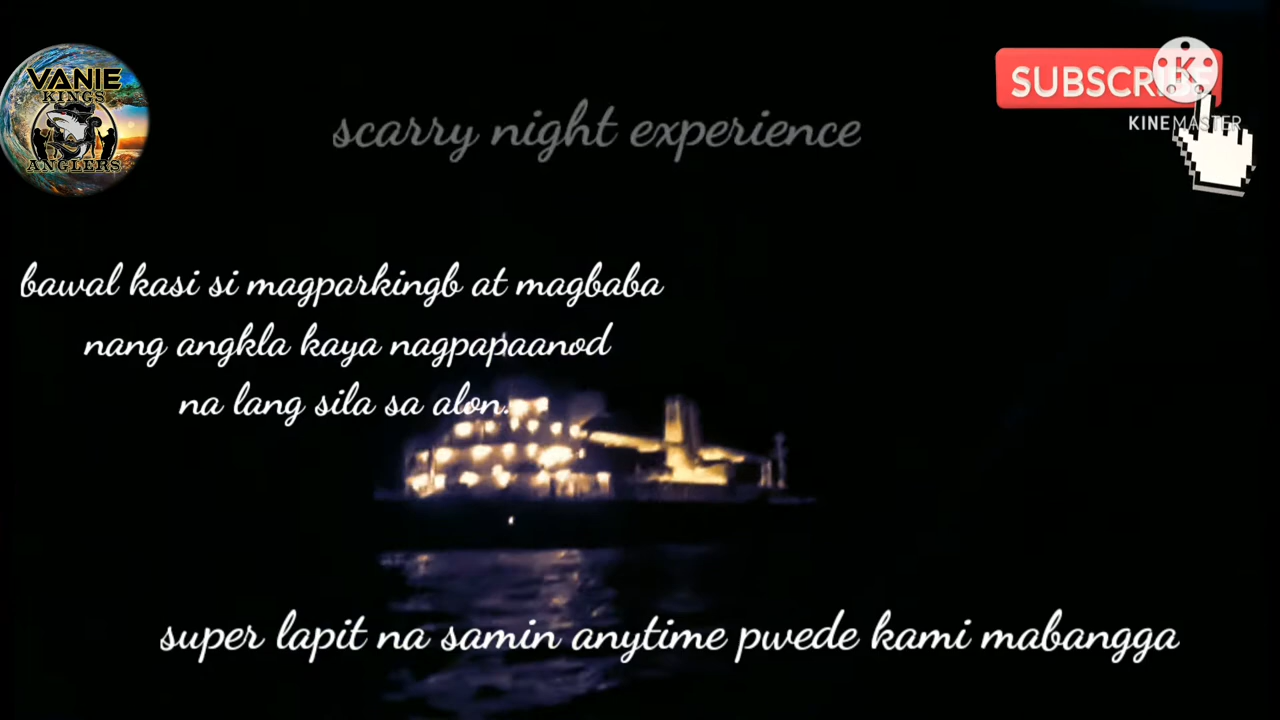 VANIE
KINGS
ANGLERS
scarry night experience
SUBSCRIBE
K
KINEMASTER
bawal kasi si magparkingb at magbaba
nang angkla kaya nagpapaanod
na lang sila sa alon.
super lapit na samin anytime pwede kami mabangga